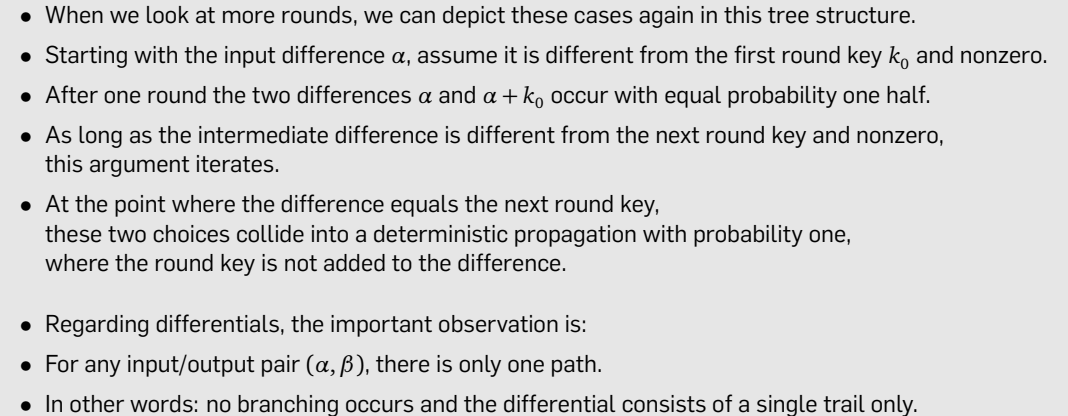 • When we look at more rounds, we can depict these cases again in this tree structure.
• Starting with the input difference α, assume it is different from the first round key k₀ and nonzero.
• After one round the two differences α and α + k₀ occur with equal probability one half.
• As long as the intermediate difference is different from the next round key and nonzero,
this argument iterates.
• At the point where the difference equals the next round key,
these two choices collide into a deterministic propagation with probability one,
where the round key is not added to the difference.
• Regarding differentials, the important observation is:
• For any input/output pair (α, β), there is only one path.
• In other words: no branching occurs and the differential consists of a single trail only.